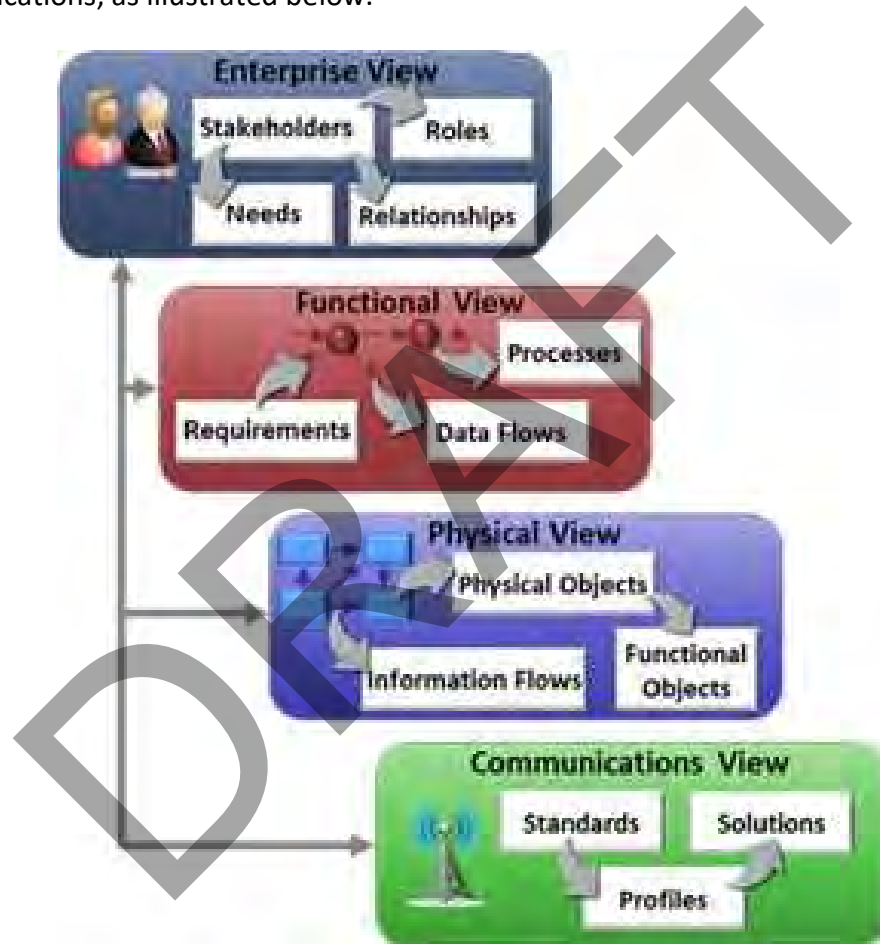 ications, as illustrated below:
Enterprise View
Stakeholders
Roles
Needs
Relationships
Functional View
Processes
Requirements
Data Flows
Physical View
Physical Objects
Information Flows
Functional
Objects
Communications View
Standards
Solutions
Profiles
DRAFT